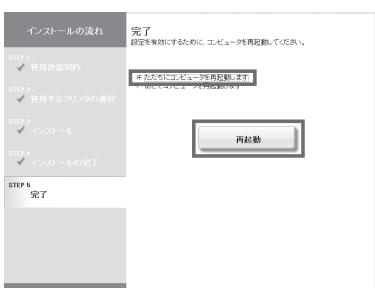 インストールの流れ
STEP 1
使用許諾契約
STEP 2
使用するプリンタの選択
STEP 3
インストール
STEP 4
インストールの完了
STEP 5
完了
完了
設定を有効にするために、コンピュータを再起動してください。
ただちにコンピュータを再起動します
あとでコンピュータを再起動します
再起動